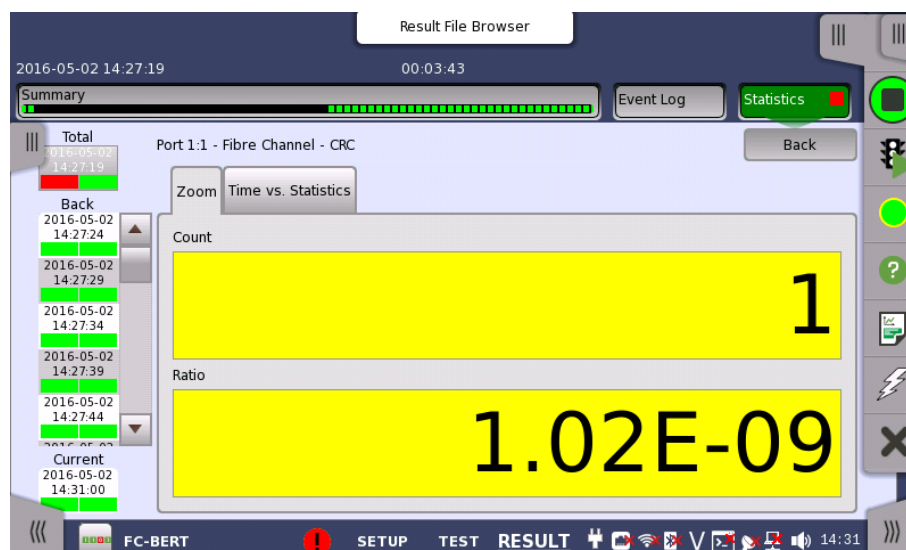 Result File Browser
2016-05-02 14:27:19
00:03:43
Summary
Event Log
Statistics
Total
2016-05-02
14:27:19
Port 1:1 - Fibre Channel - CRC
Back
Back
2016-05-02
14:27:24
2016-05-02
14:27:29
2016-05-02
14:27:34
2016-05-02
14:27:39
2016-05-02
14:27:44
Current
2016-05-02
14:31:00
Zoom
Time vs. Statistics
Count
1
Ratio
1.02E-09
FC-BERT
SETUP
TEST
RESULT
14:31